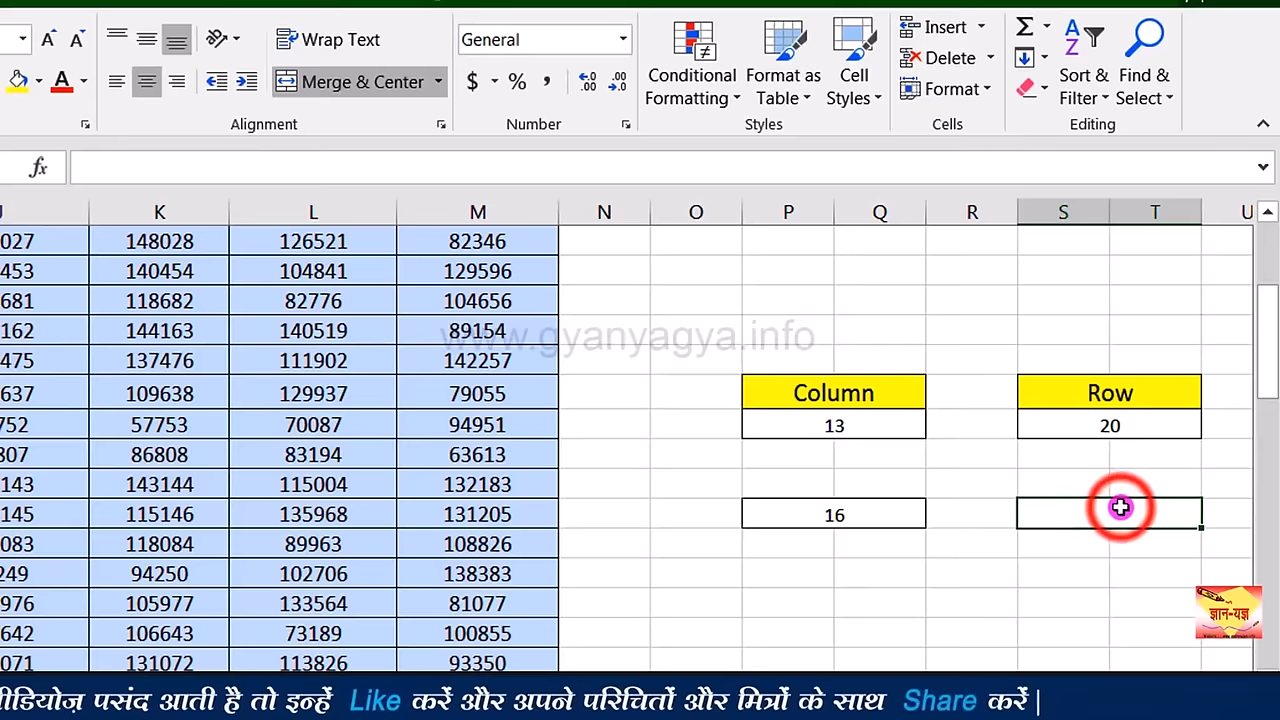 Wrap Text General Insert Σ
Merge & Center $ % , Conditional Formatting Format as Table Cell Styles Delete Format Sort & Filter Find & Select
Alignment Number Styles Cells Editing
fx
J K L M N O P Q R S T U
027 148028 126521 82346
453 140454 104841 129596
681 118682 82776 104656
162 144163 140519 89154
www.gyanyagya.info
475 137476 111902 142257
637 109638 129937 79055 Column Row
752 57753 70087 94951 13 20
807 86808 83194 63613
143 143144 115004 132183
145 115146 135968 131205 16
083 118084 89963 108826
249 94250 102706 138383
976 105977 133564 81077
ज्ञान-यज्ञ
642 106643 73189 100855
071 131072 113826 93350
वीडियोज़ पसंद आती है तो इन्हें Like करें और अपने परिचितों और मित्रों के साथ Share करें |